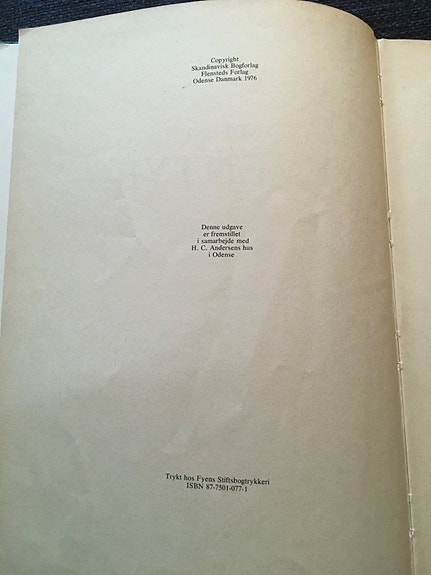 Copyright
Skandinavisk Bogforlag
Flensteds Forlag
Odense Danmark 1976
Denne udgave
er fremstillet
i samarbejde med
H. C. Andersens hus
i Odense
Trykt hos Fyens Stiftsbogtrykkeri
ISBN 87-7501-077-1